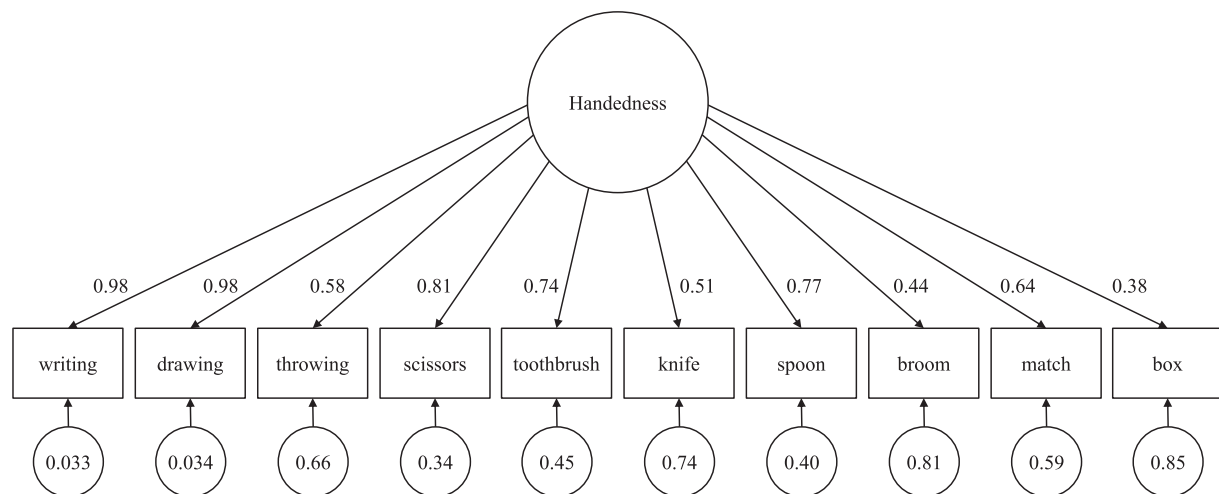 Handedness
0.98 0.98 0.58 0.81 0.74 0.51 0.77 0.44 0.64 0.38
writing drawing throwing scissors toothbrush knife spoon broom match box
0.033 0.034 0.66 0.34 0.45 0.74 0.40 0.81 0.59 0.85